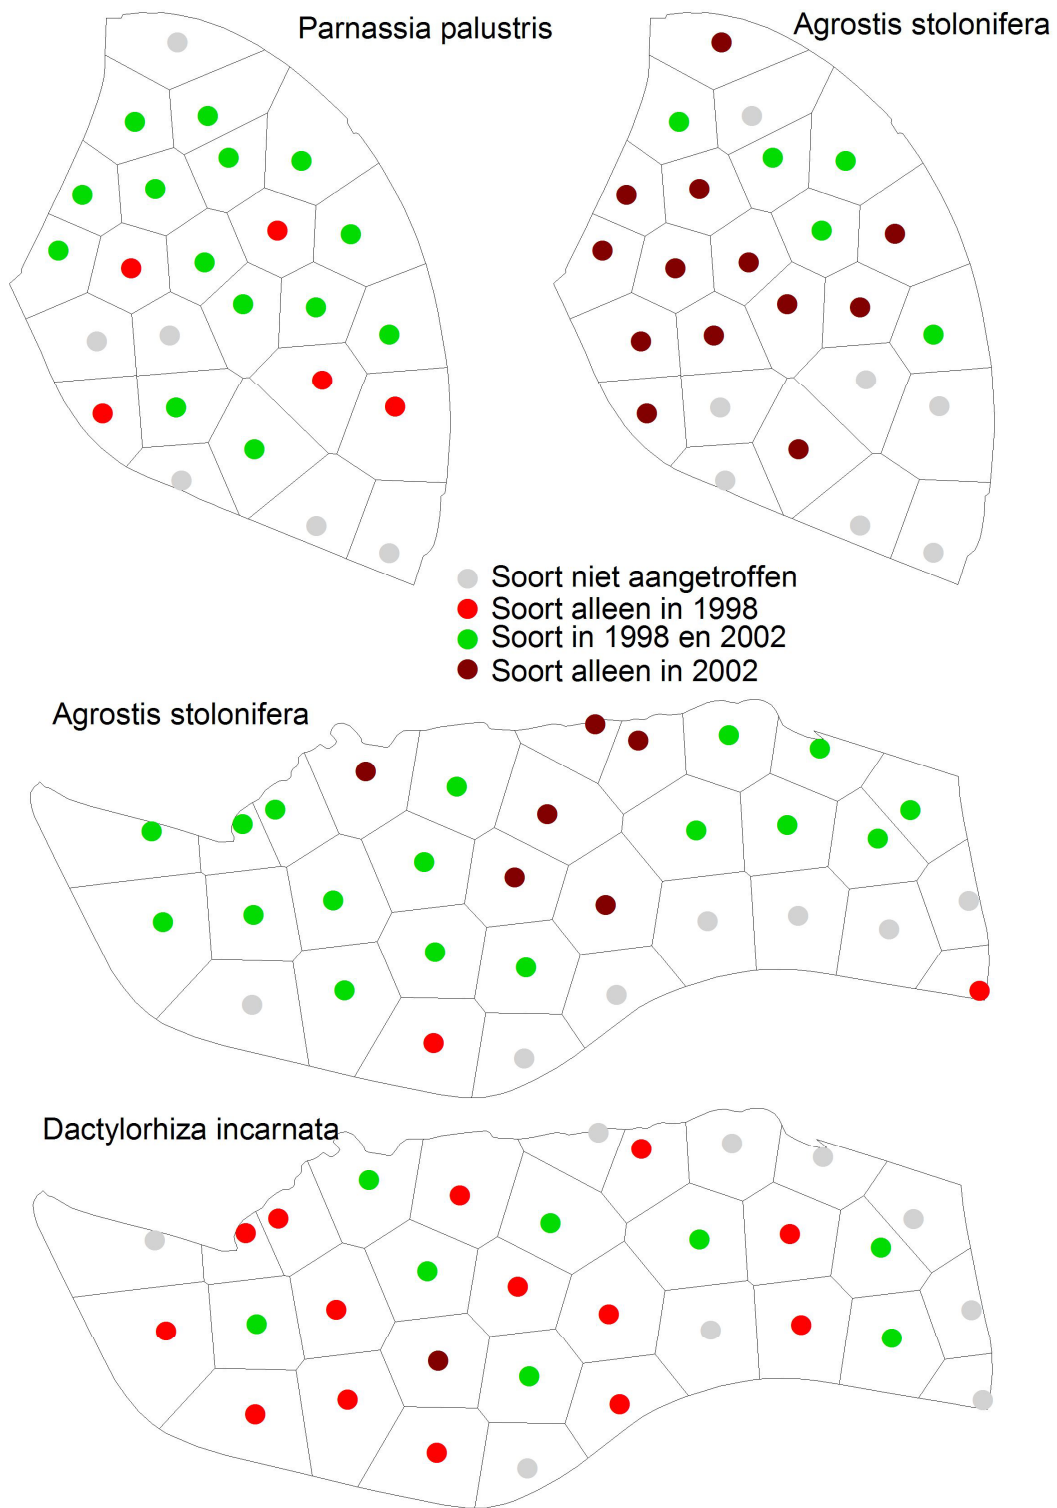 Parnassia palustris
Agrostis stolonifera
Soort niet aangetroffen
Soort alleen in 1998
Soort in 1998 en 2002
Soort alleen in 2002
Agrostis stolonifera
Dactylorhiza incarnata